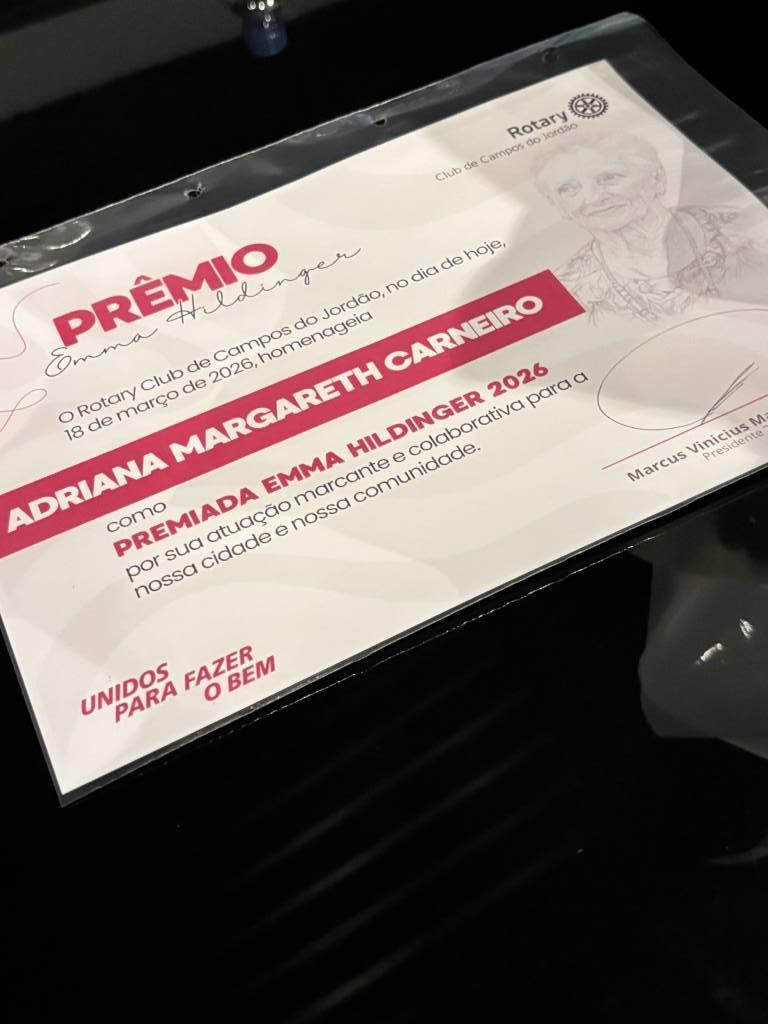 Rotary
Club de Campos do Jordão
PRÊMIO
Emma Hildinger
O Rotary Club de Campos do Jordão, no dia de hoje,
18 de março de 2026, homenageia
ADRIANA MARGARETH CARNEIRO
como
PREMIADA EMMA HILDINGER 2026
por sua atuação marcante e colaborativa para a
nossa cidade e nossa comunidade.
Marcus Vinicius
Presidente
UNIDOS
PARA FAZER
O BEM